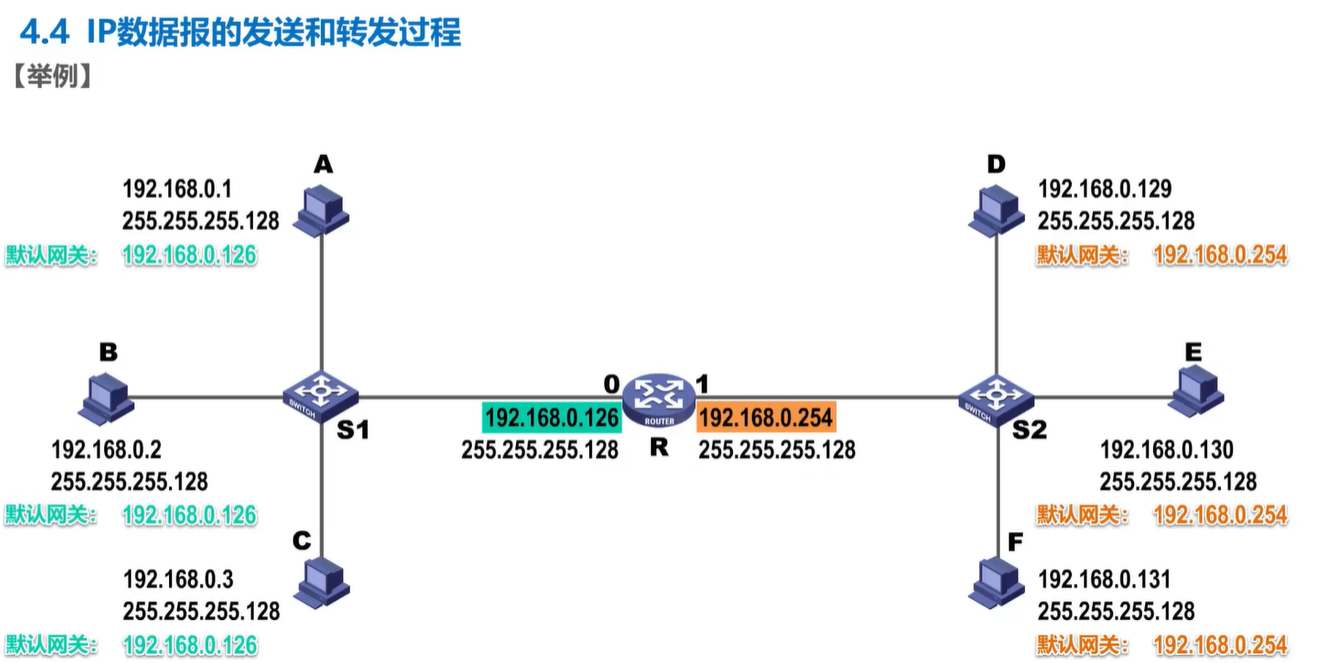 4.4 IP数据报的发送和转发过程
【举例】
A
192.168.0.1
255.255.255.128
默认网关： 192.168.0.126
D
192.168.0.129
255.255.255.128
默认网关： 192.168.0.254
B
192.168.0.2
255.255.255.128
默认网关： 192.168.0.126
SWITCH
S1
0
192.168.0.126
255.255.255.128
ROUTER
R
1
192.168.0.254
255.255.255.128
SWITCH
S2
E
192.168.0.130
255.255.255.128
默认网关： 192.168.0.254
C
192.168.0.3
255.255.255.128
默认网关： 192.168.0.126
F
192.168.0.131
255.255.255.128
默认网关： 192.168.0.254